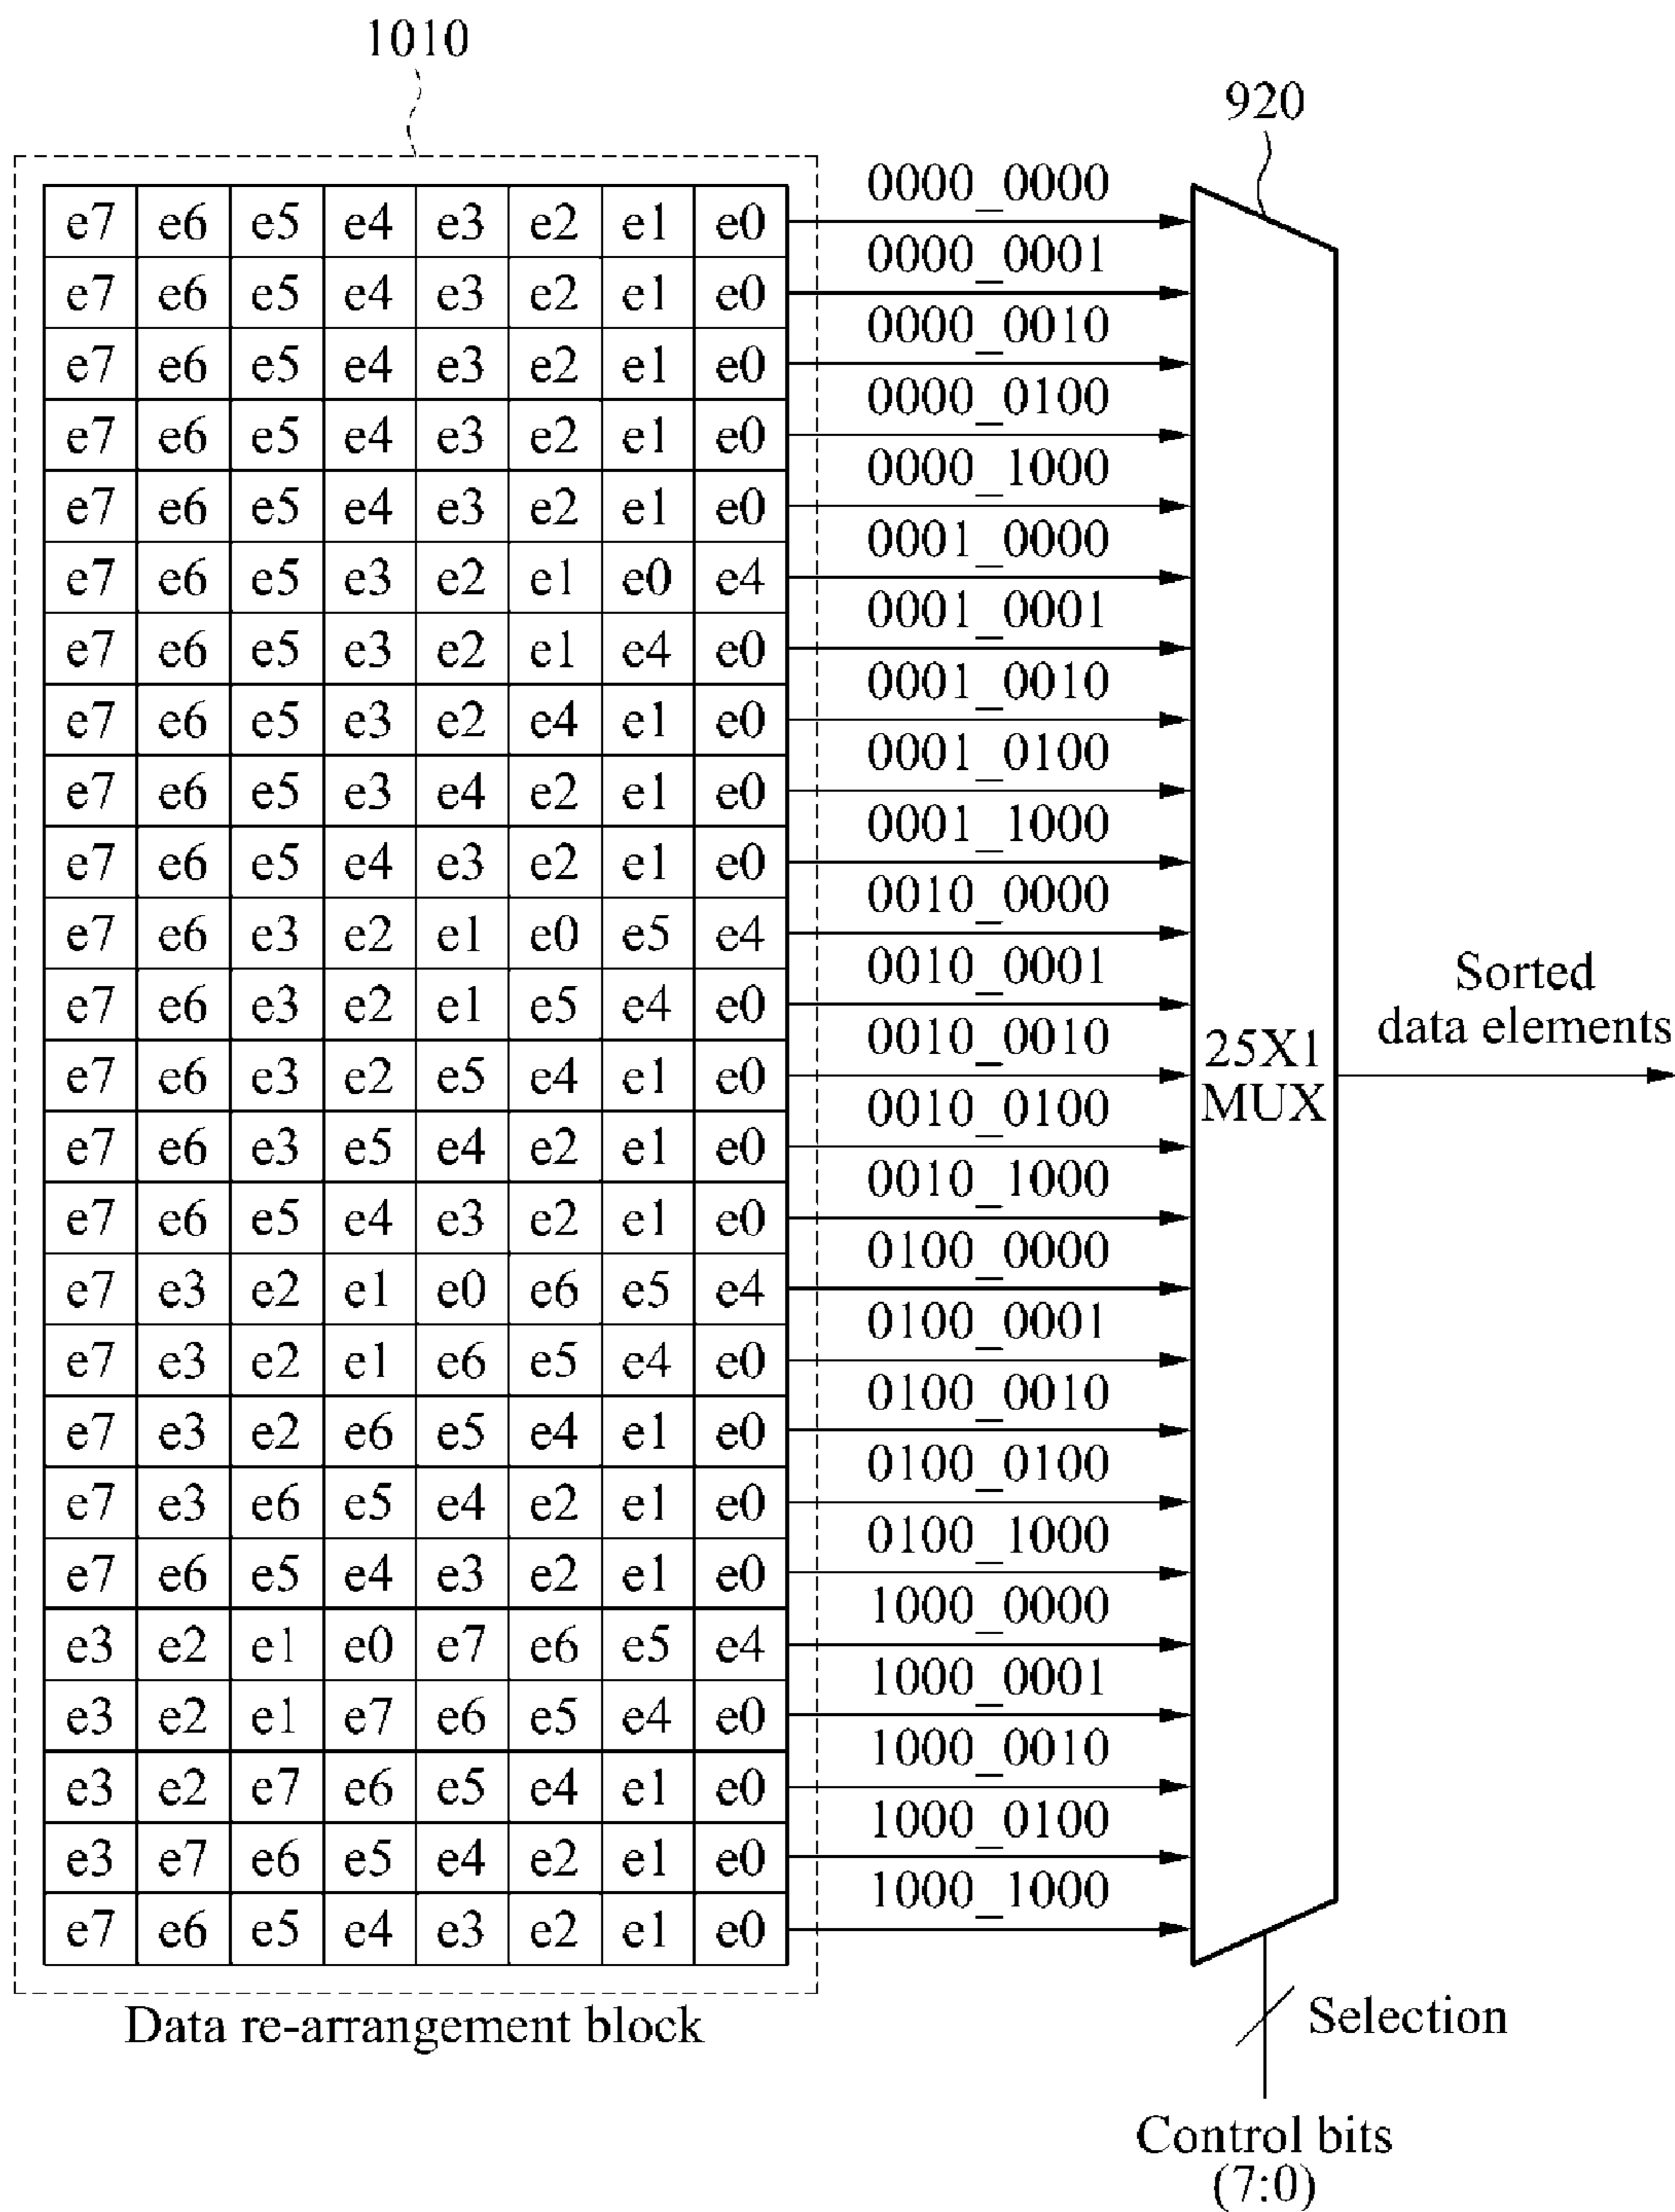 1010
920
e7 e6 e5 e4 e3 e2 e1 e0 0000_0000
e7 e6 e5 e4 e3 e2 e1 e0 0000_0001
e7 e6 e5 e4 e3 e2 e1 e0 0000_0010
e7 e6 e5 e4 e3 e2 e1 e0 0000_0100
e7 e6 e5 e4 e3 e2 e1 e0 0000_1000
e7 e6 e5 e3 e2 e1 e0 e4 0001_0000
e7 e6 e5 e3 e2 e1 e4 e0 0001_0001
e7 e6 e5 e3 e2 e4 e1 e0 0001_0010
e7 e6 e5 e3 e4 e2 e1 e0 0001_0100
e7 e6 e5 e4 e3 e2 e1 e0 0001_1000
e7 e6 e3 e2 e1 e0 e5 e4 0010_0000
e7 e6 e3 e2 e1 e5 e4 e0 0010_0001
e7 e6 e3 e2 e5 e4 e1 e0 0010_0010
e7 e6 e3 e5 e4 e2 e1 e0 0010_0100
e7 e6 e5 e4 e3 e2 e1 e0 0010_1000
e7 e3 e2 e1 e0 e6 e5 e4 0100_0000
e7 e3 e2 e1 e6 e5 e4 e0 0100_0001
e7 e3 e2 e6 e5 e4 e1 e0 0100_0010
e7 e3 e6 e5 e4 e2 e1 e0 0100_0100
e7 e6 e5 e4 e3 e2 e1 e0 0100_1000
e3 e2 e1 e0 e7 e6 e5 e4 1000_0000
e3 e2 e1 e7 e6 e5 e4 e0 1000_0001
e3 e2 e7 e6 e5 e4 e1 e0 1000_0010
e3 e7 e6 e5 e4 e2 e1 e0 1000_0100
e7 e6 e5 e4 e3 e2 e1 e0 1000_1000
25X1
MUX
Sorted
data elements
Data re-arrangement block
Selection
Control bits
(7:0)